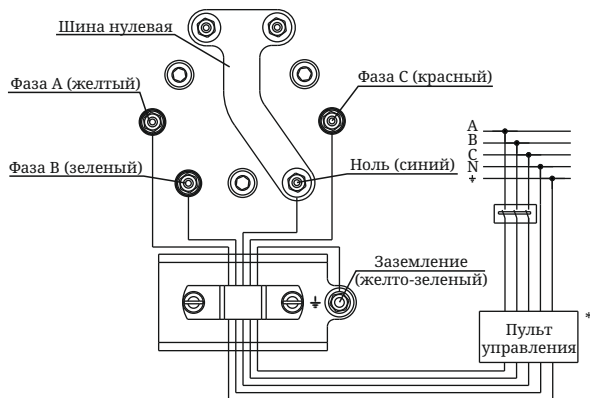 Шина нулевая
Фаза А (желтый)
Фаза С (красный)
Фаза В (зеленый)
Ноль (синий)
A
B
C
N
⏚
Заземление
(желто-зеленый)
⏚
Пульт
управления
*